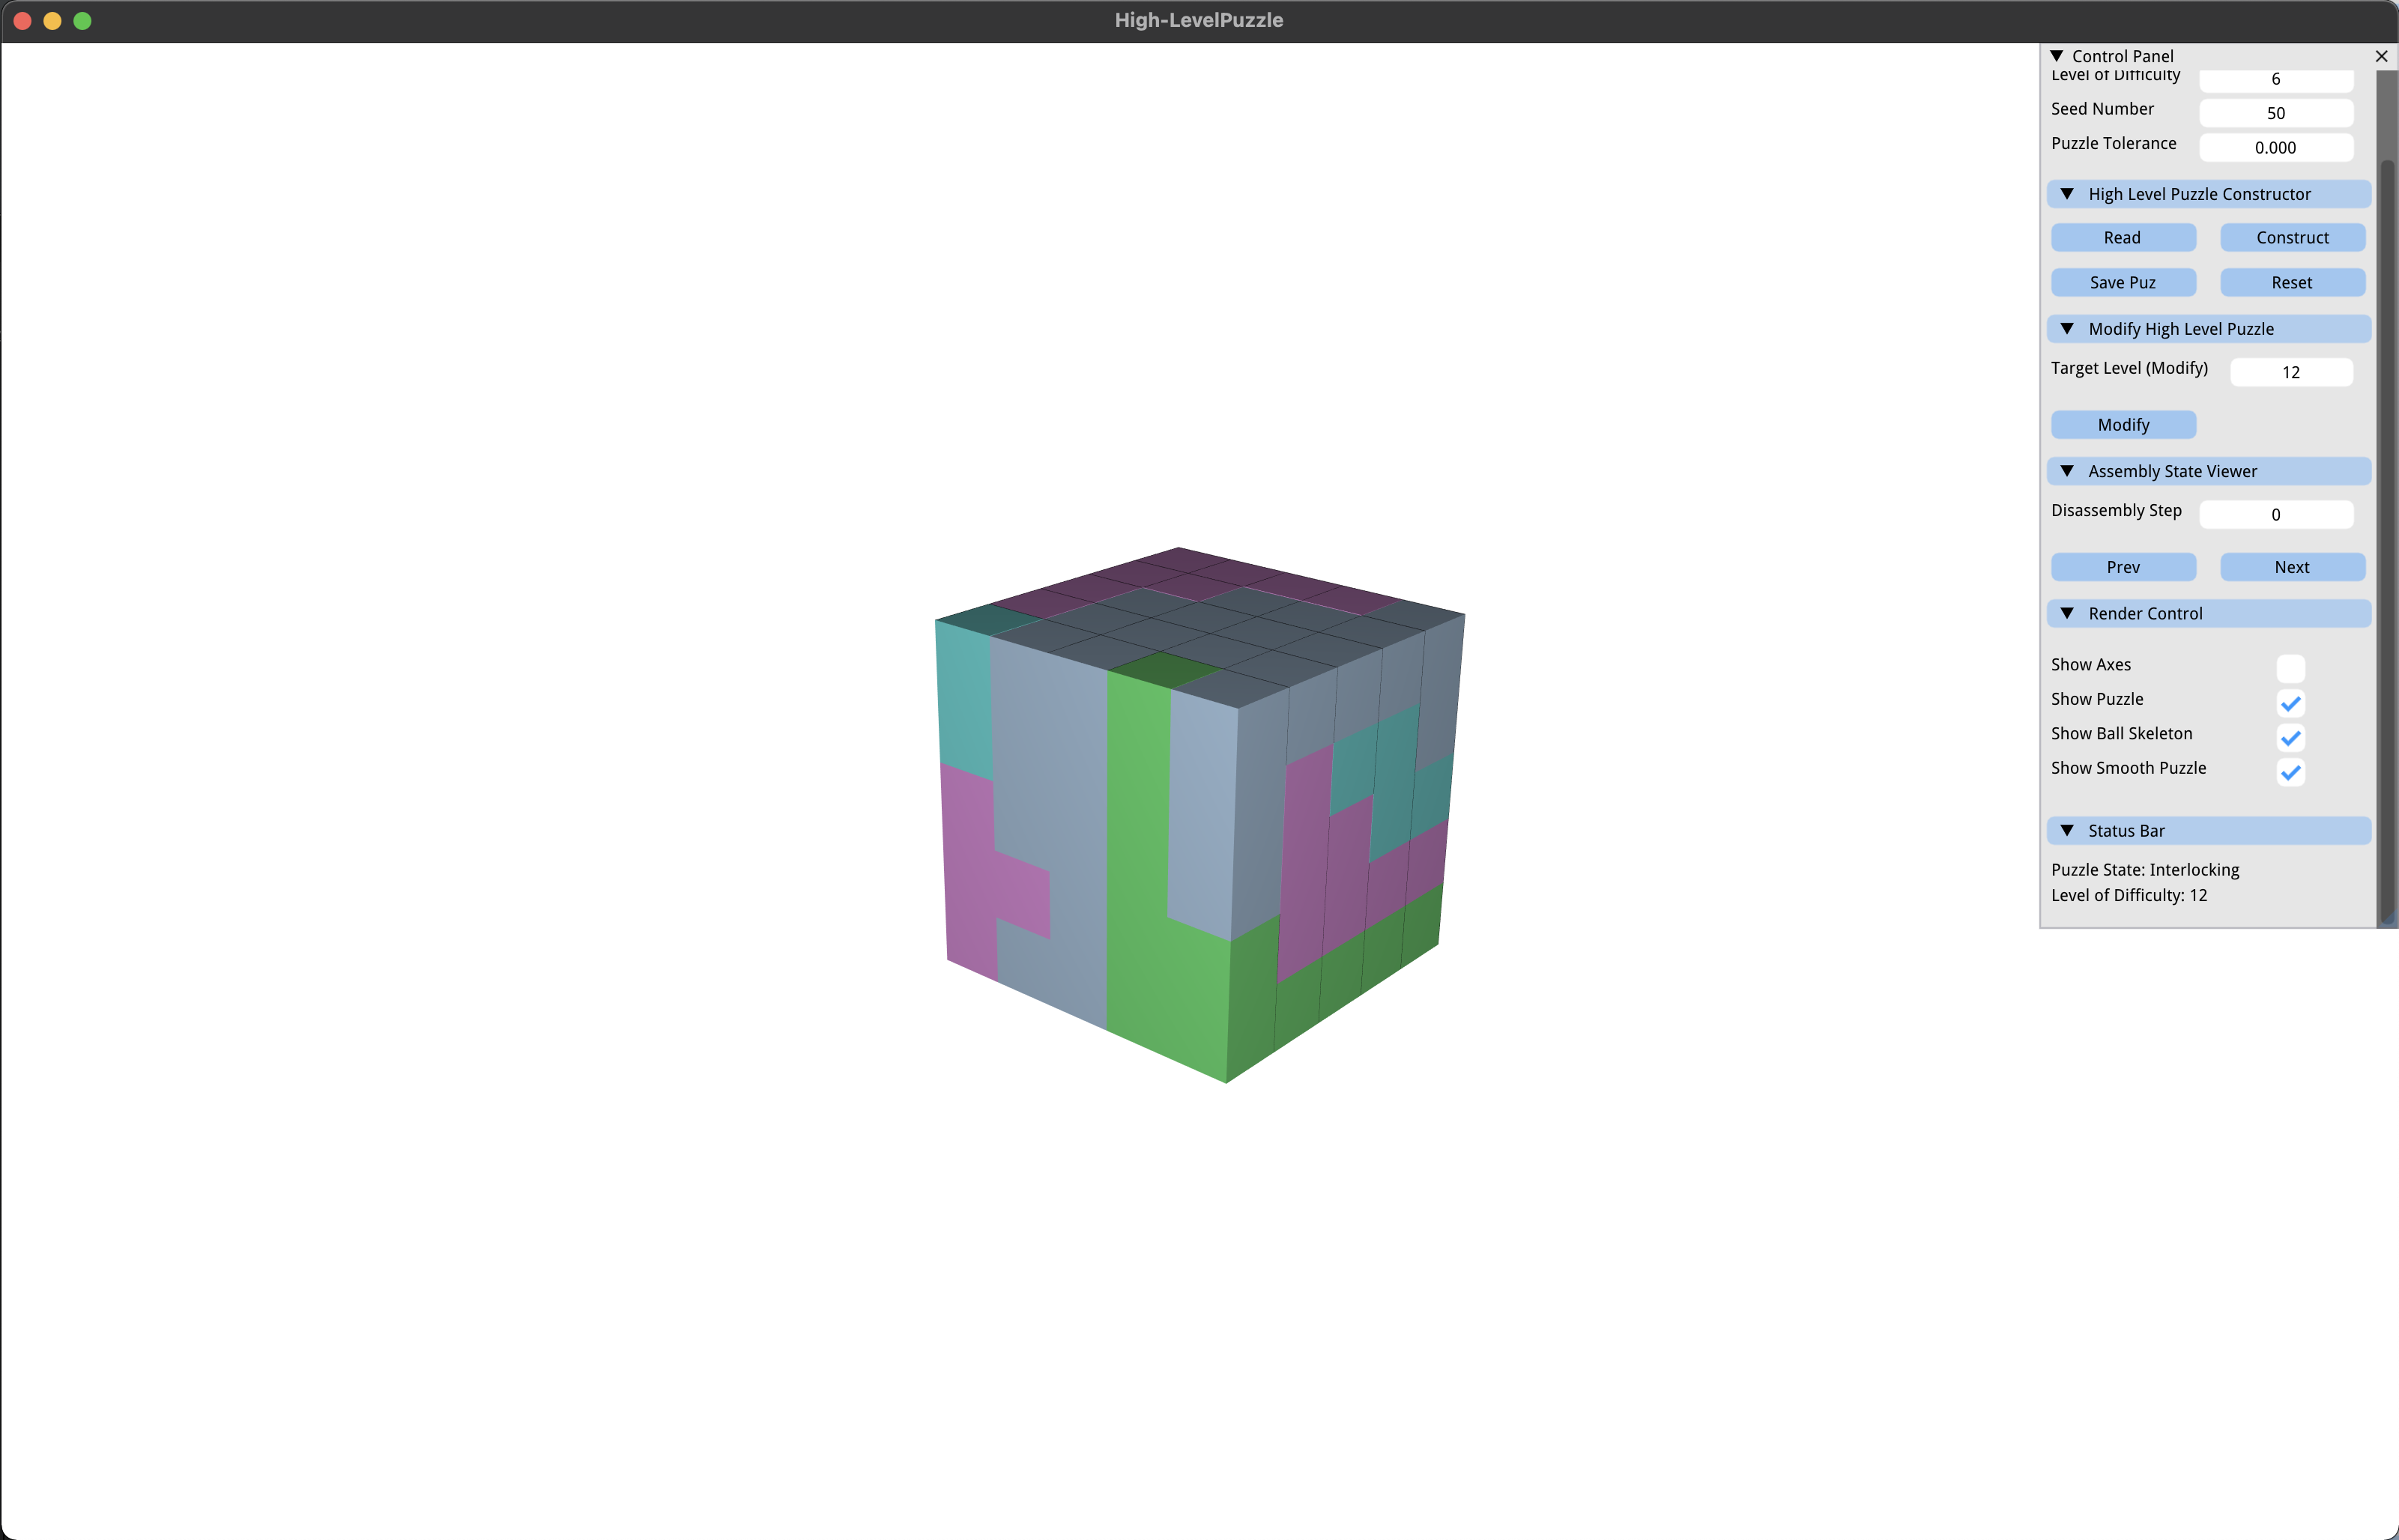 High-LevelPuzzle
Control Panel
Level of Difficulty 6
Seed Number 50
Puzzle Tolerance 0.000
High Level Puzzle Constructor
Read Construct
Save Puz Reset
Modify High Level Puzzle
Target Level (Modify) 12
Modify
Assembly State Viewer
Disassembly Step 0
Prev Next
Render Control
Show Axes
Show Puzzle
Show Ball Skeleton
Show Smooth Puzzle
Status Bar
Puzzle State: Interlocking
Level of Difficulty: 12